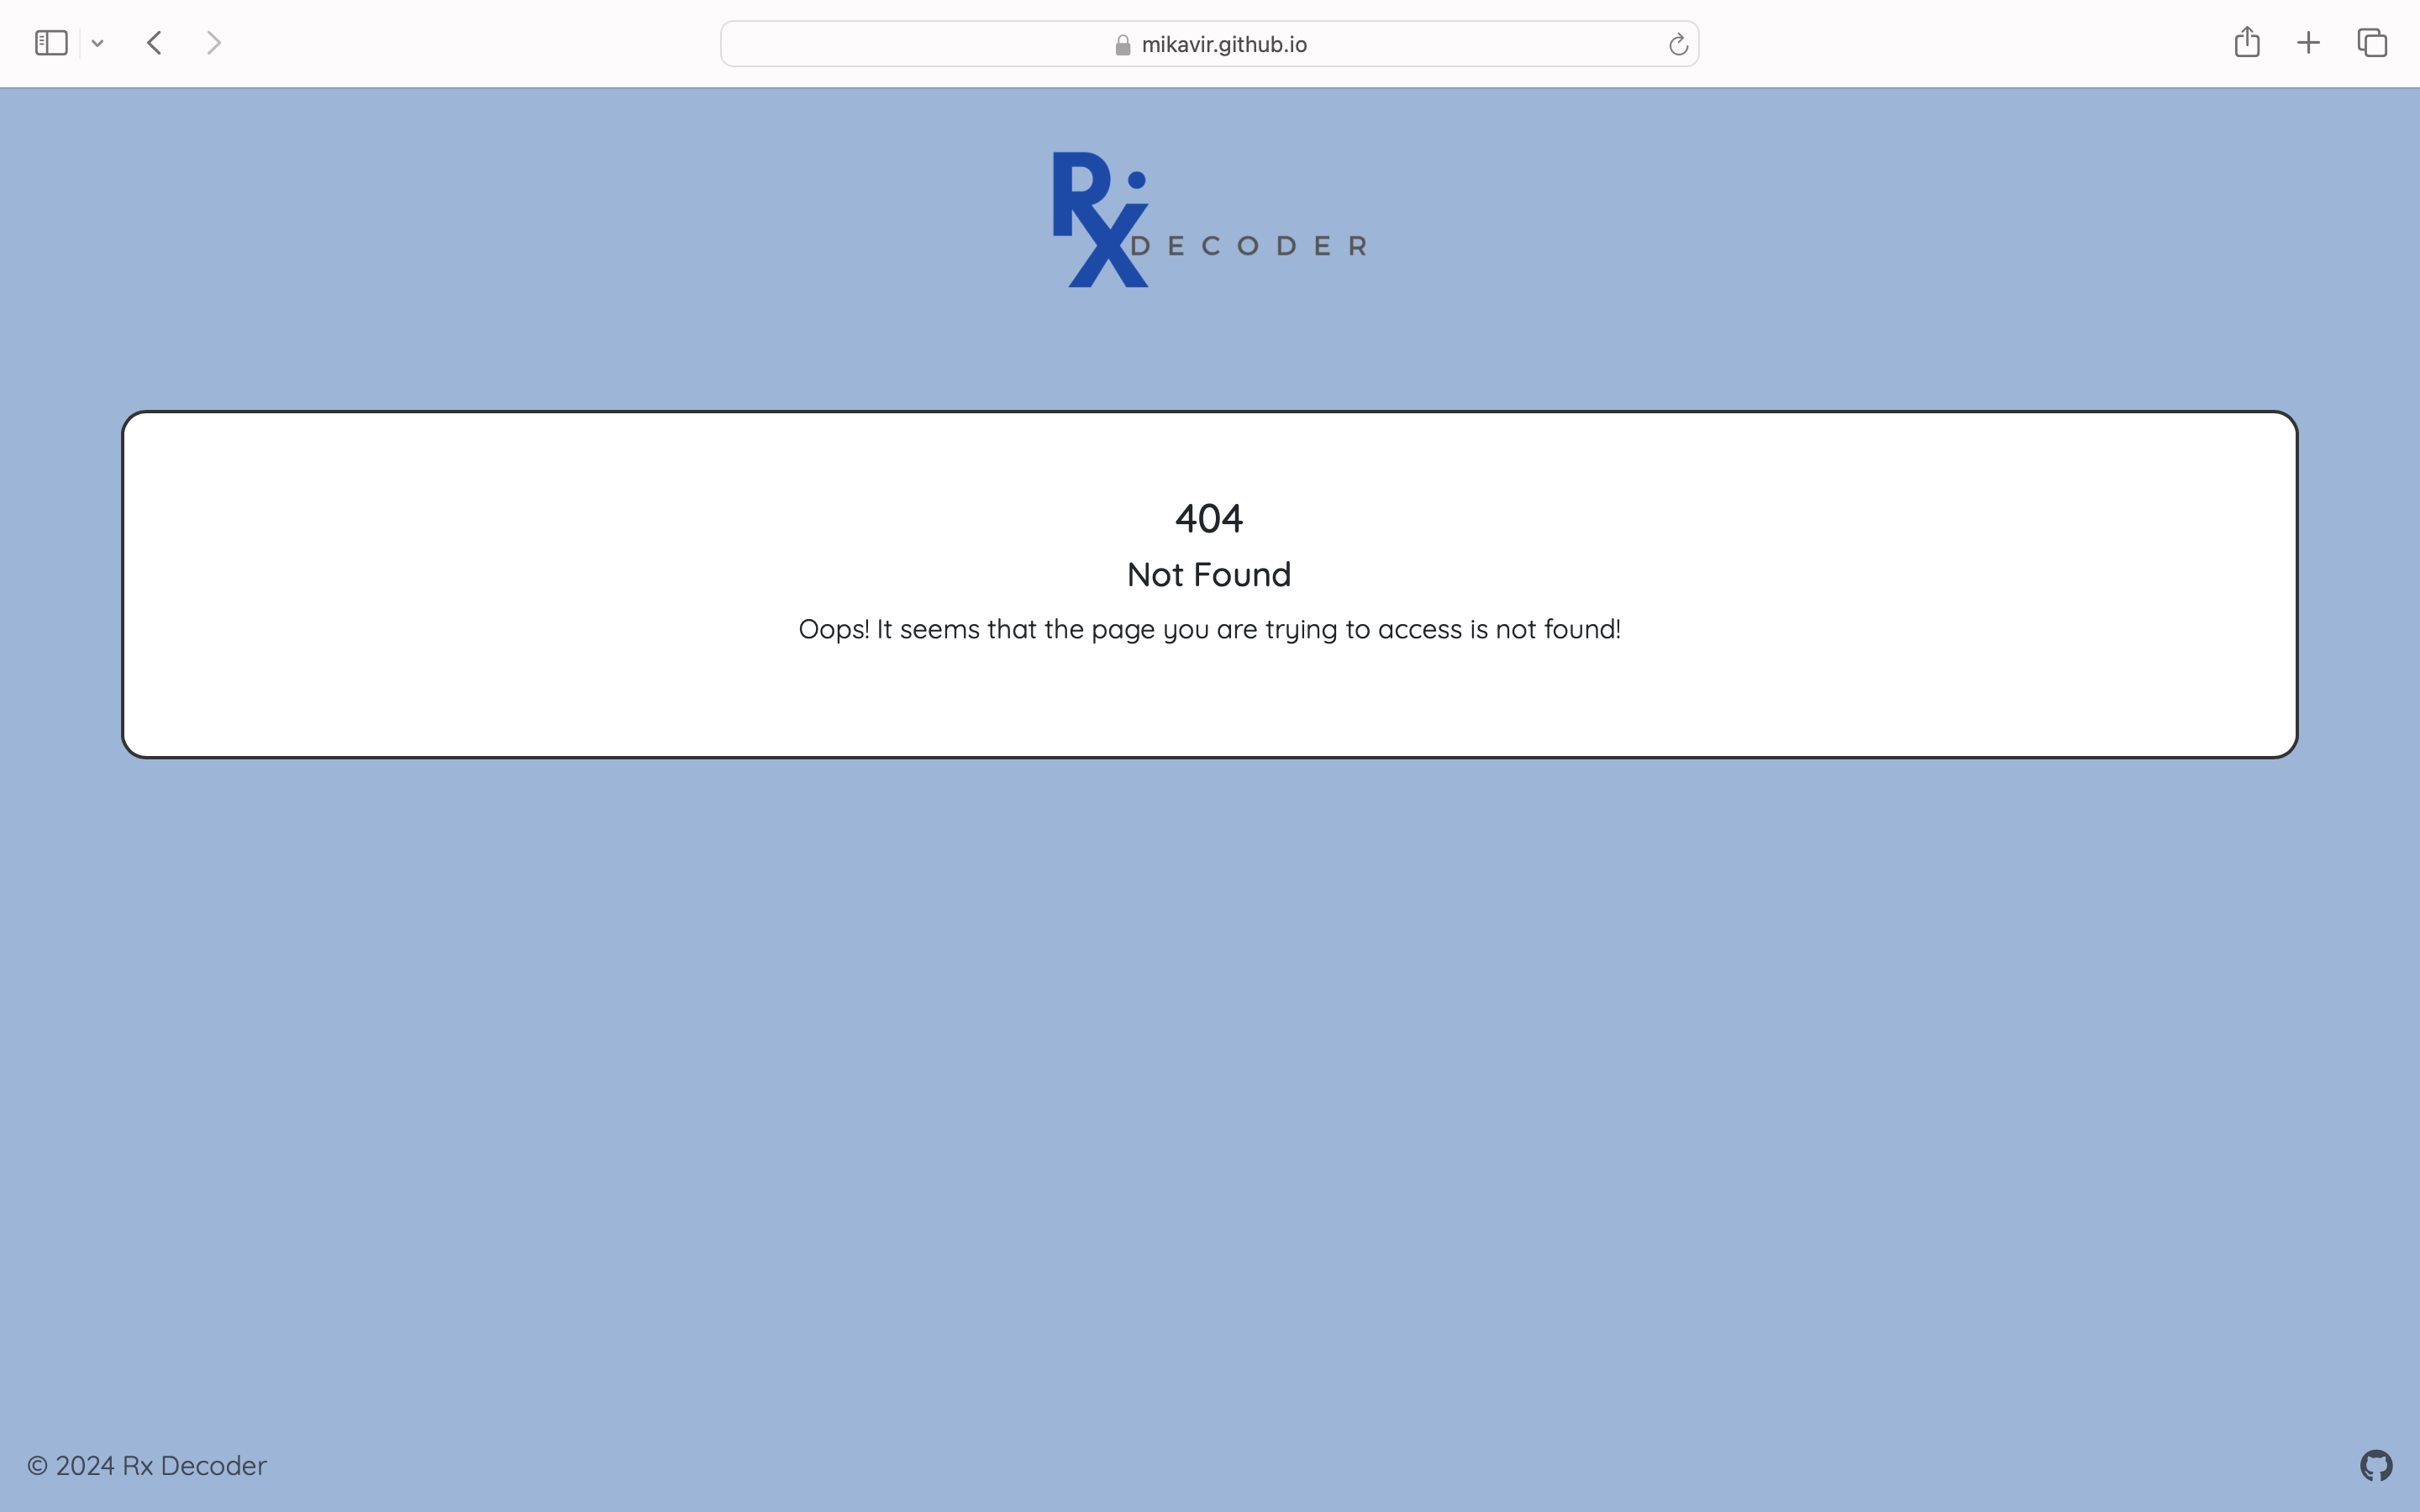 mikavir.github.io
Rx
DECODER
404
Not Found
Oops! It seems that the page you are trying to access is not found!
© 2024 Rx Decoder